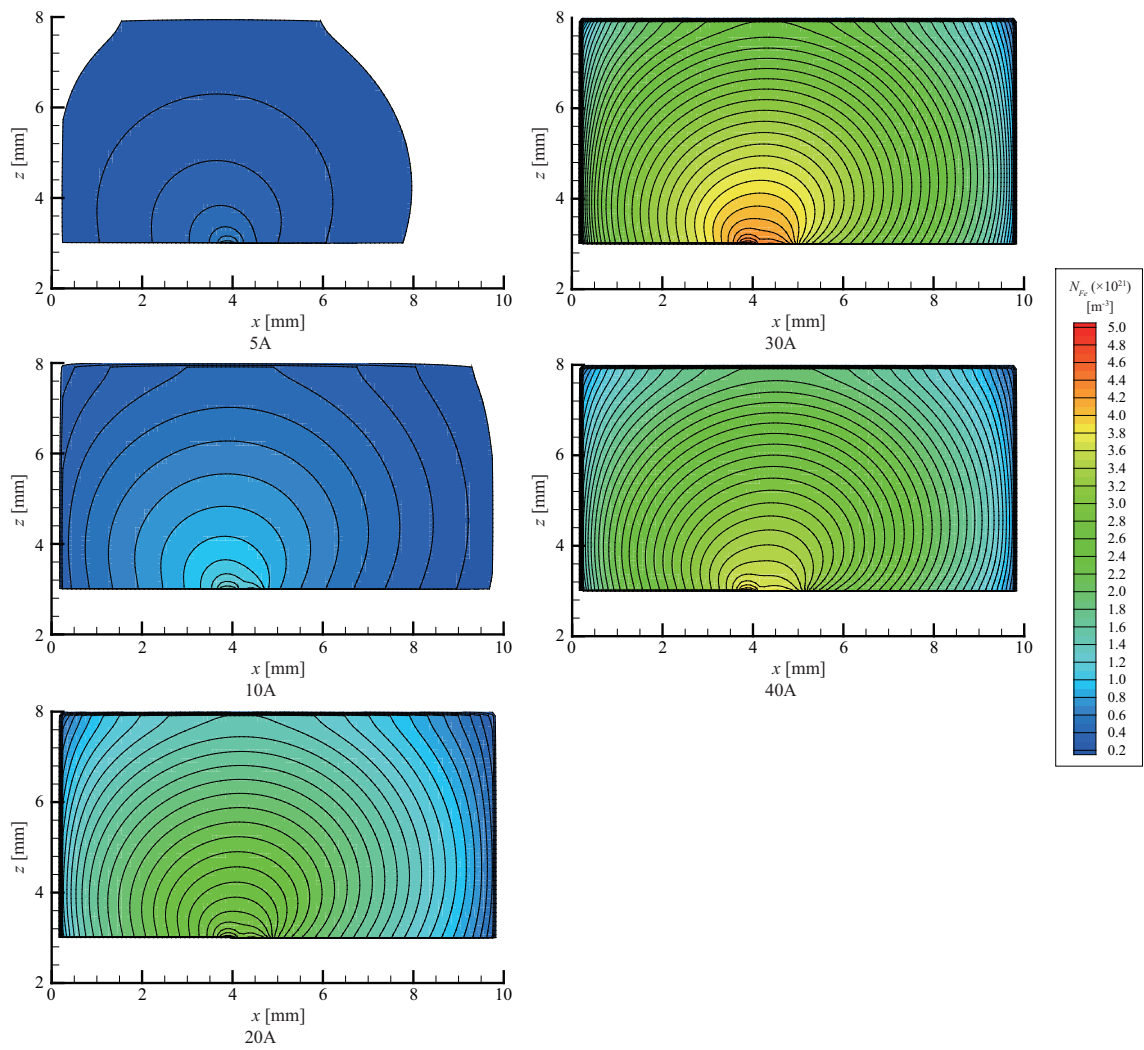 8
6
4
2
z [mm]
0 2 4 6 8 10
x [mm]
5A
8
6
4
2
z [mm]
0 2 4 6 8 10
x [mm]
30A
8
6
4
2
z [mm]
0 2 4 6 8 10
x [mm]
10A
8
6
4
2
z [mm]
0 2 4 6 8 10
x [mm]
40A
8
6
4
2
z [mm]
0 2 4 6 8 10
x [mm]
20A
N_Fe (×10²¹)
[m⁻³]
5.0
4.8
4.6
4.4
4.2
4.0
3.8
3.6
3.4
3.2
3.0
2.8
2.6
2.4
2.2
2.0
1.8
1.6
1.4
1.2
1.0
0.8
0.6
0.4
0.2